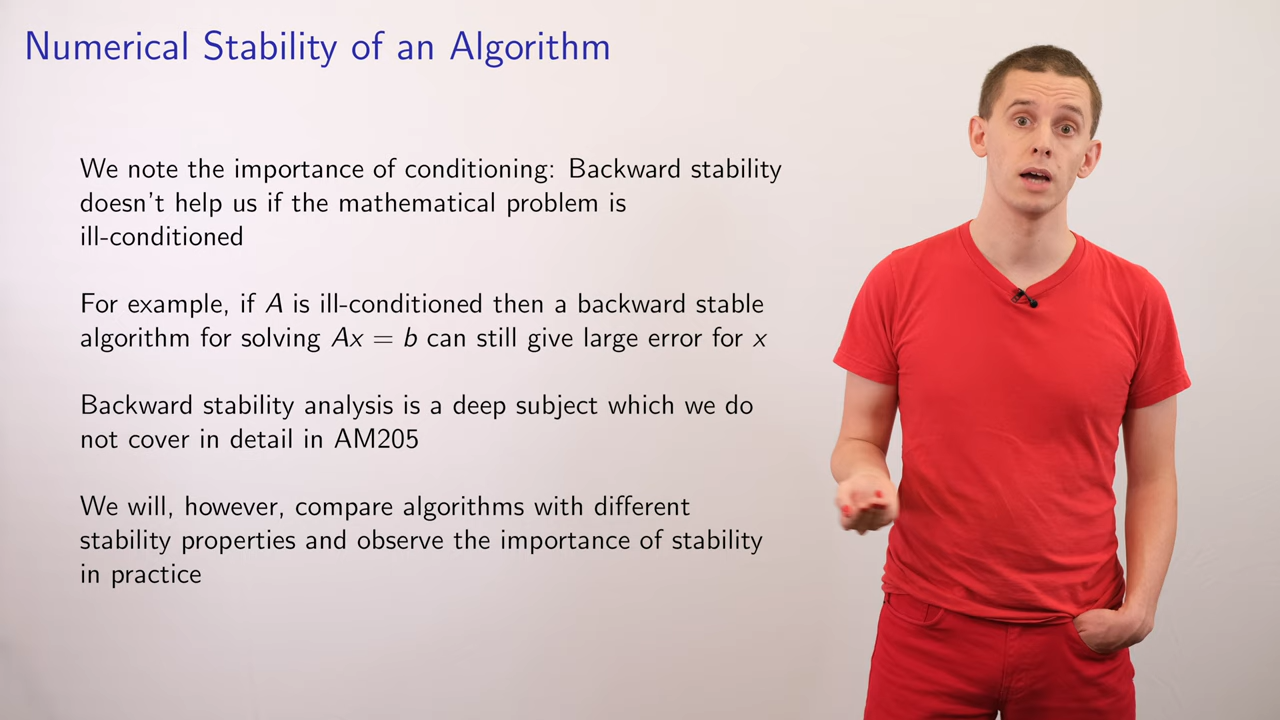 Numerical Stability of an Algorithm
We note the importance of conditioning: Backward stability
doesn't help us if the mathematical problem is
ill-conditioned
For example, if A is ill-conditioned then a backward stable
algorithm for solving Ax = b can still give large error for x
Backward stability analysis is a deep subject which we do
not cover in detail in AM205
We will, however, compare algorithms with different
stability properties and observe the importance of stability
in practice